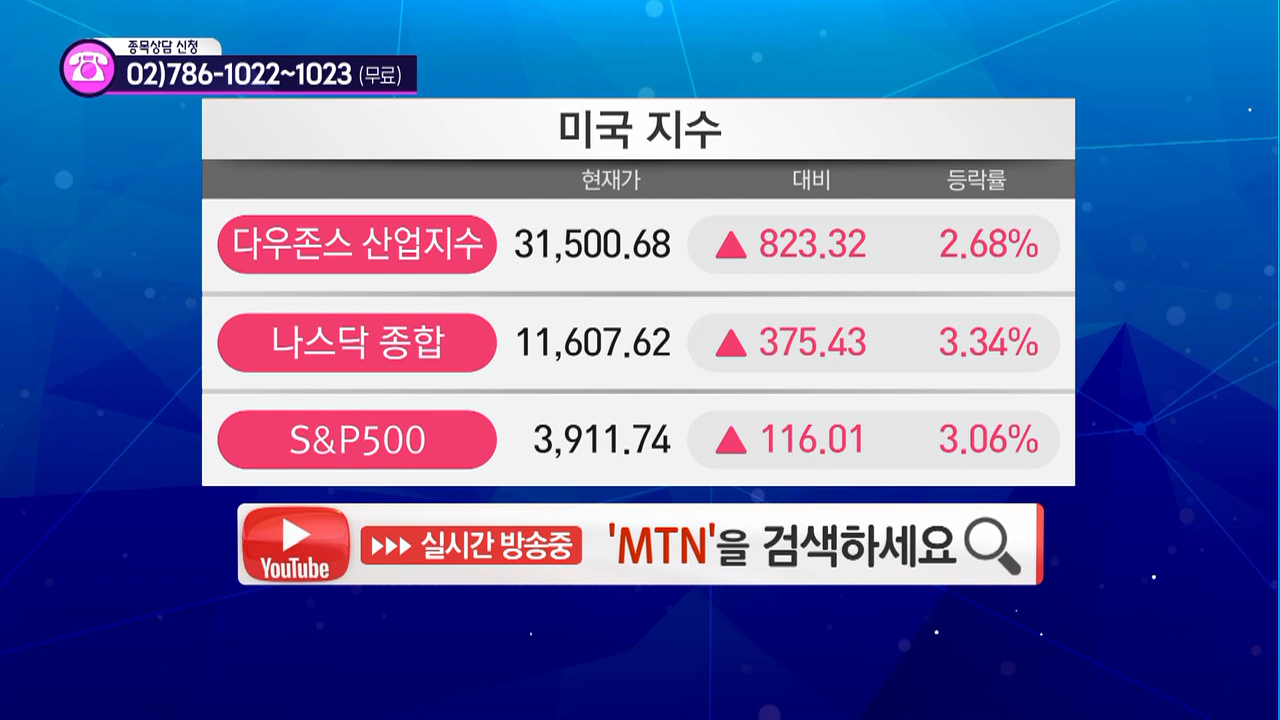 종목상담 신청
02)786-1022~1023 (무료)
미국 지수
현재가 대비 등락률
다우존스 산업지수 31,500.68 ▲ 823.32 2.68%
나스닥 종합 11,607.62 ▲ 375.43 3.34%
S&P500 3,911.74 ▲ 116.01 3.06%
YouTube 실시간 방송중 'MTN'을 검색하세요